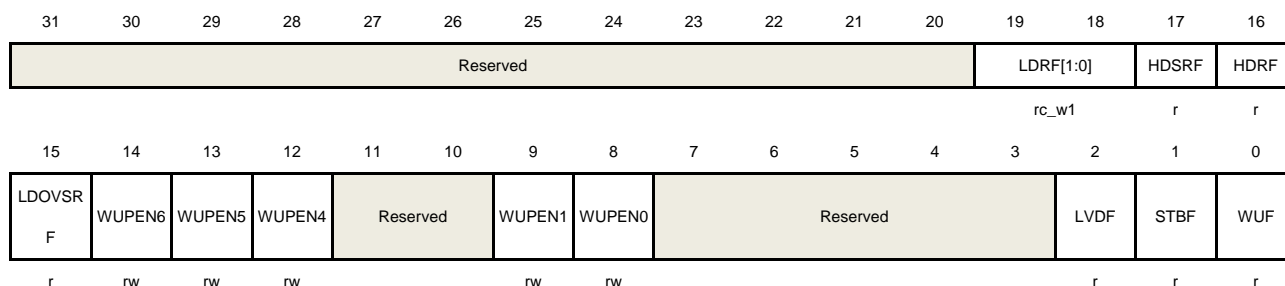 31 30 29 28 27 26 25 24 23 22 21 20 19 18 17 16
Reserved LDRF[1:0] HDSRF HDRF
rc_w1 r r
15 14 13 12 11 10 9 8 7 6 5 4 3 2 1 0
LDOVSR
F WUPEN6 WUPEN5 WUPEN4 Reserved WUPEN1 WUPEN0 Reserved LVDF STBF WUF
r rw rw rw rw rw r r r